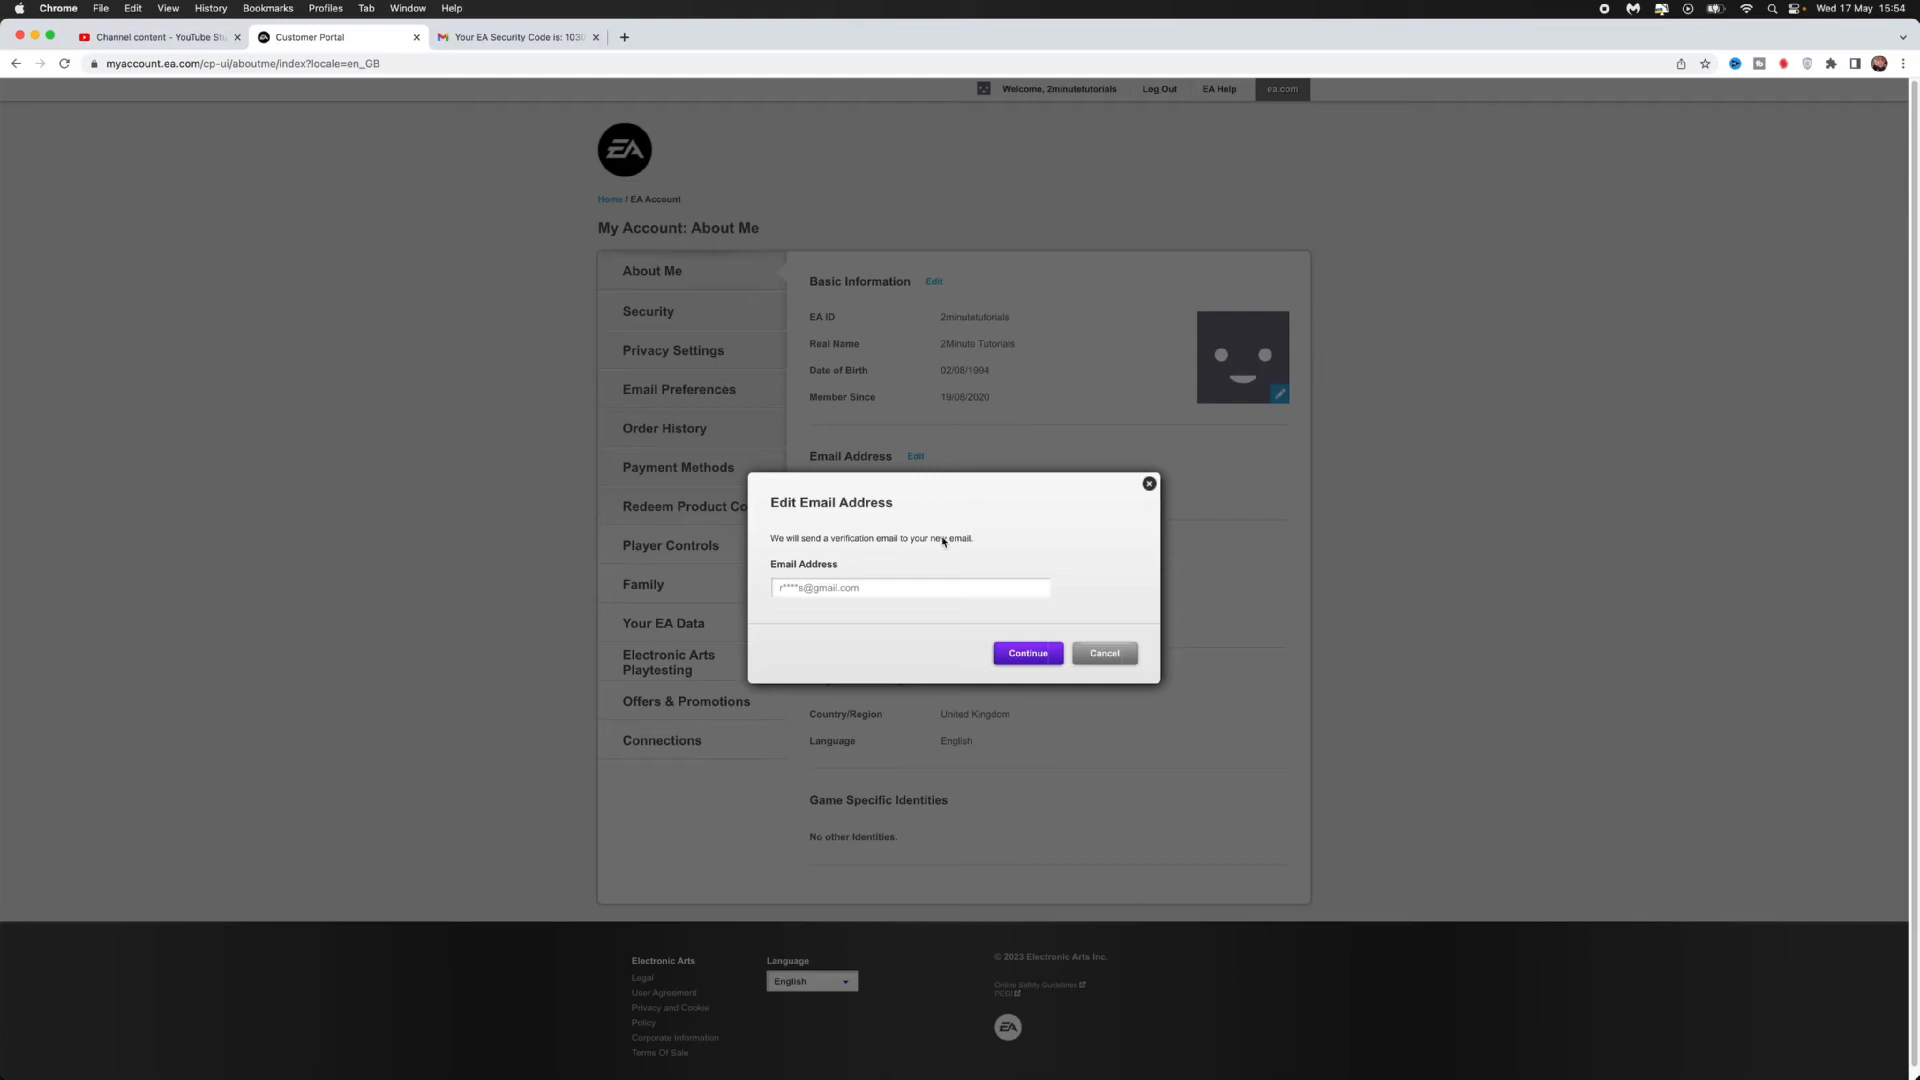 Chrome File Edit View History Bookmarks Profiles Tab Window Help Wed 17 May 15:54
Channel content - YouTube St Customer Portal Your EA Security Code is: 1030
myaccount.ea.com/cp-ui/aboutme/index?locale=en_GB
Welcome, 2minutetutorials Log Out EA Help ea.com
EA
Home / EA Account
My Account: About Me
About Me
Security
Privacy Settings
Email Preferences
Order History
Payment Methods
Redeem Product Co
Player Controls
Family
Your EA Data
Electronic Arts
Playtesting
Offers & Promotions
Connections
Basic Information Edit
EA ID 2minutetutorials
Real Name 2Minute Tutorials
Date of Birth 02/08/1994
Member Since 19/08/2020
Email Address Edit
Edit Email Address
We will send a verification email to your new email.
Email Address
r****s@gmail.com
Continue Cancel
Country/Region United Kingdom
Language English
Game Specific Identities
No other Identities.
Electronic Arts
Legal
User Agreement
Privacy and Cookie
Policy
Corporate Information
Terms Of Sale
Language
English
© 2023 Electronic Arts Inc.
Online Safety Guidelines
PEGI
EA